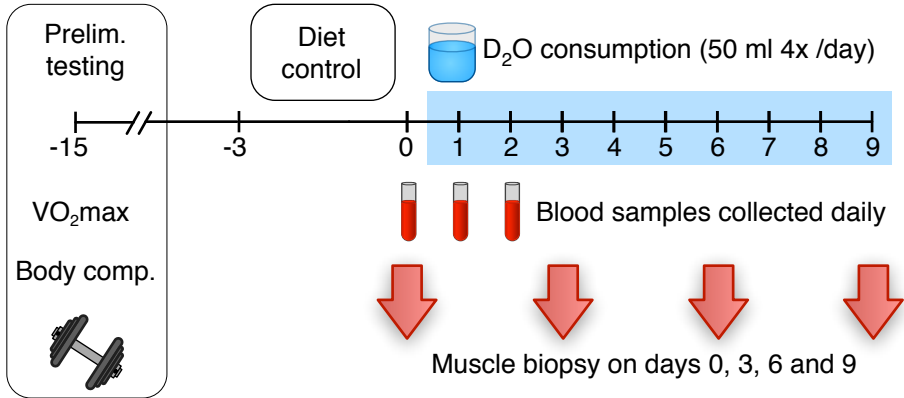 Prelim.
testing
Diet
control
D₂O consumption (50 ml 4x /day)
-15 -3 0 1 2 3 4 5 6 7 8 9
VO₂max
Blood samples collected daily
Body comp.
Muscle biopsy on days 0, 3, 6 and 9